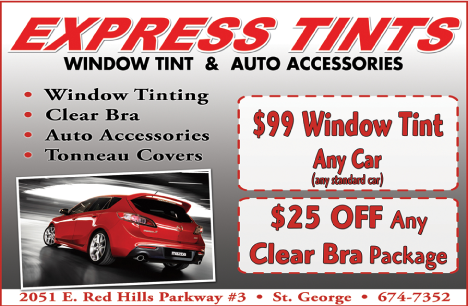 EXPRESS TINTS
WINDOW TINT & AUTO ACCESSORIES
• Window Tinting
• Clear Bra
• Auto Accessories
• Tonneau Covers
$99 Window Tint
Any Car
(any standard car)
$25 OFF Any
Clear Bra Package
MAZDA
2051 E. Red Hills Parkway #3 • St. George • 674-7352